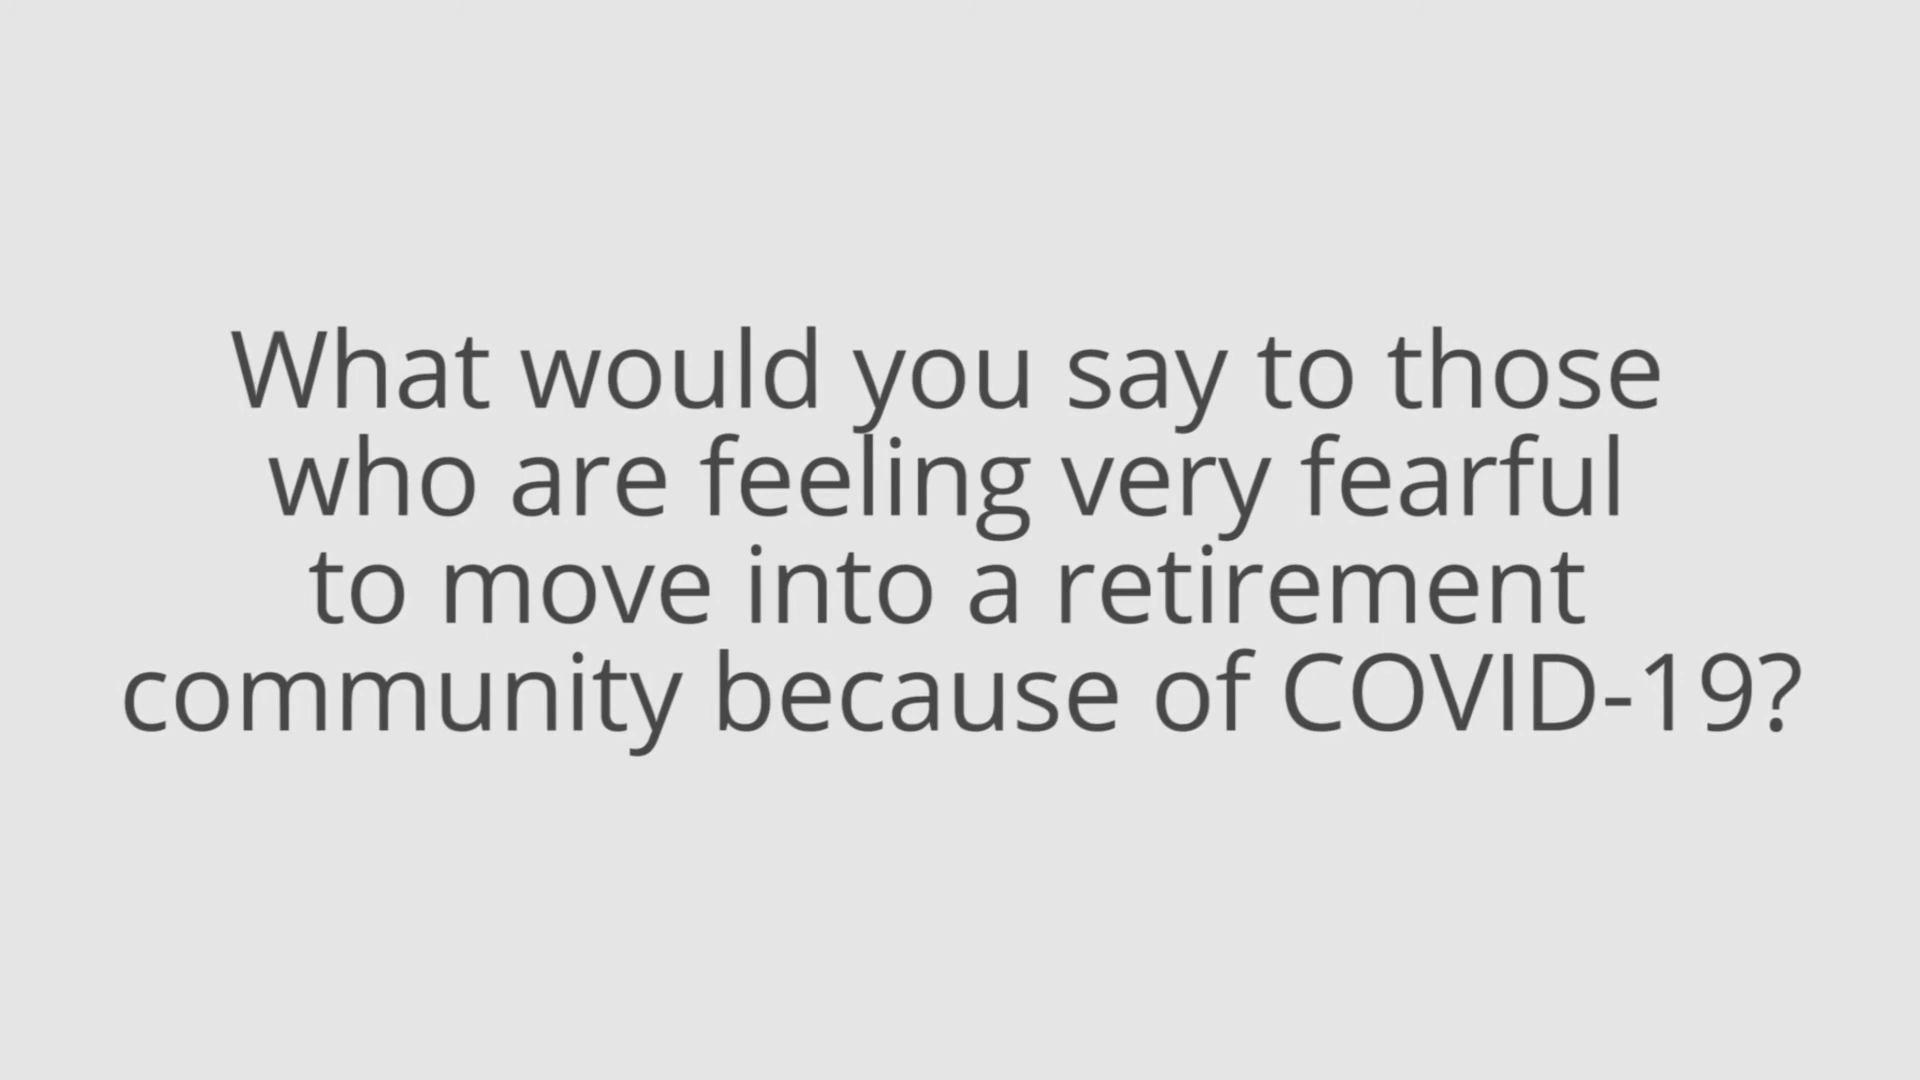 What would you say to those
who are feeling very fearful
to move into a retirement
community because of COVID-19?